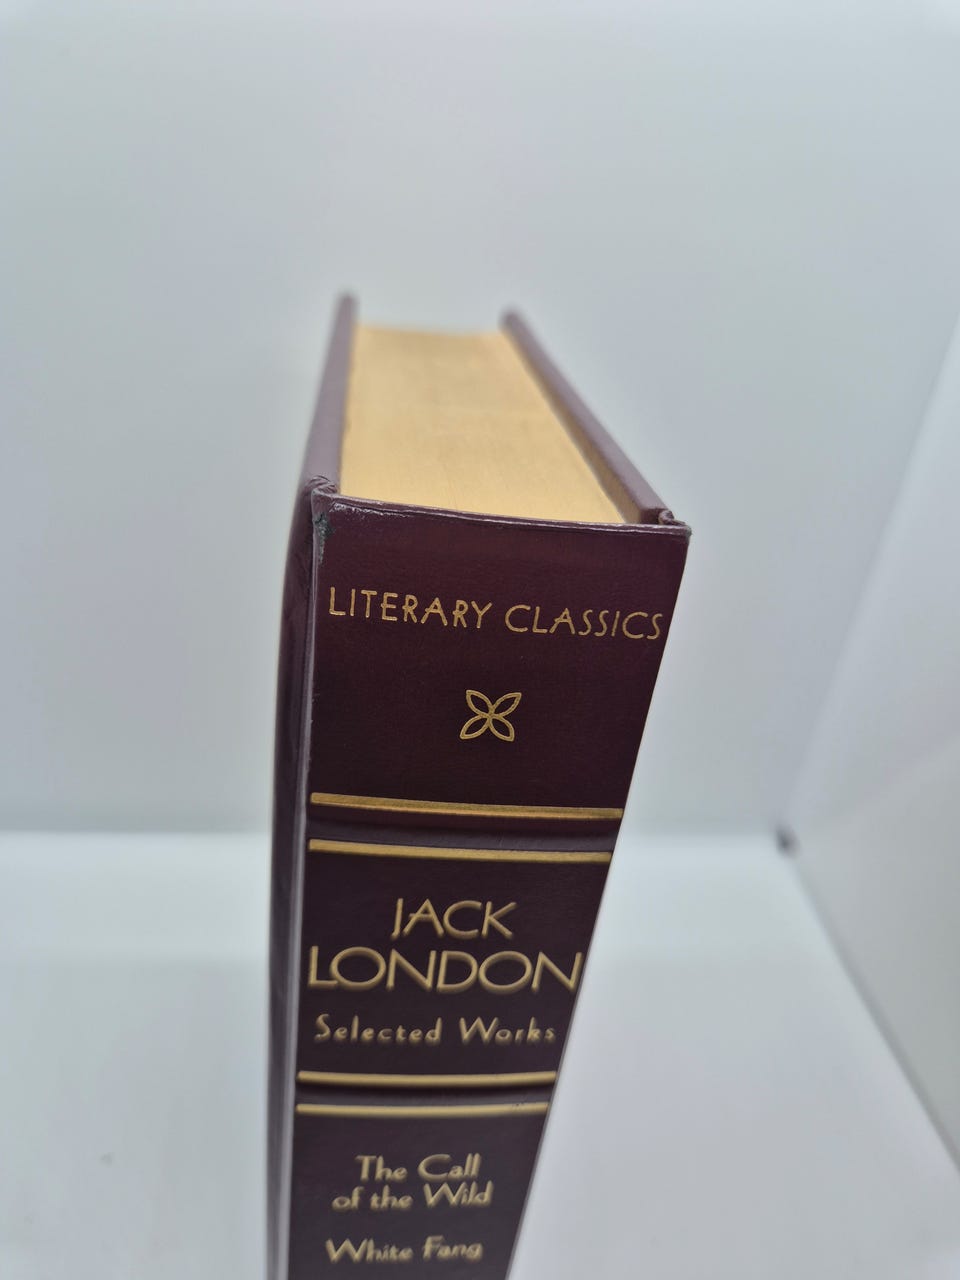 LITERARY CLASSICS
JACK
LONDON
Selected Works
The Call
of the Wild
White Fang